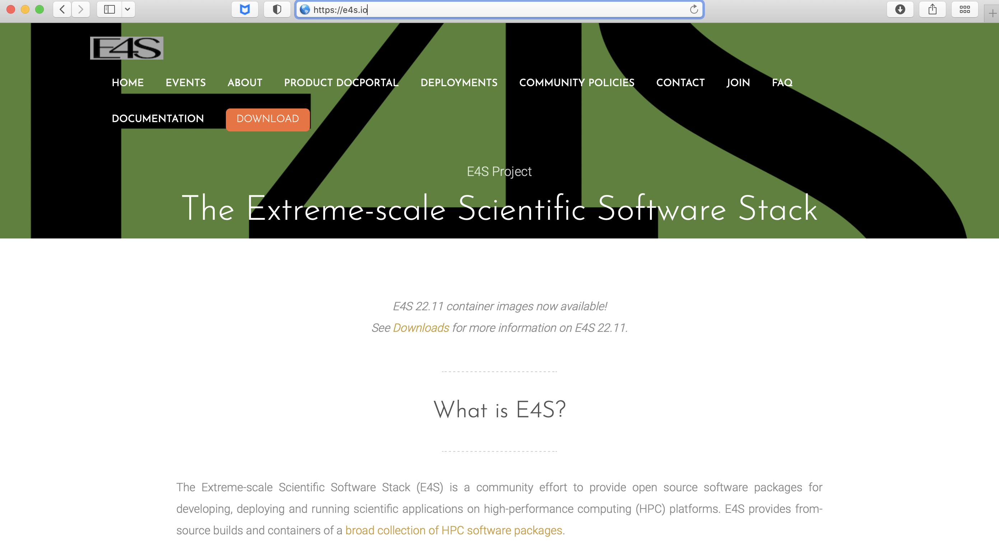 https://e4s.io
E4S
HOME EVENTS ABOUT PRODUCT DOCPORTAL DEPLOYMENTS COMMUNITY POLICIES CONTACT JOIN FAQ
DOCUMENTATION DOWNLOAD
E4S Project
The Extreme-scale Scientific Software Stack
E4S 22.11 container images now available!
See Downloads for more information on E4S 22.11.
What is E4S?
The Extreme-scale Scientific Software Stack (E4S) is a community effort to provide open source software packages for
developing, deploying and running scientific applications on high-performance computing (HPC) platforms. E4S provides from-
source builds and containers of a broad collection of HPC software packages.